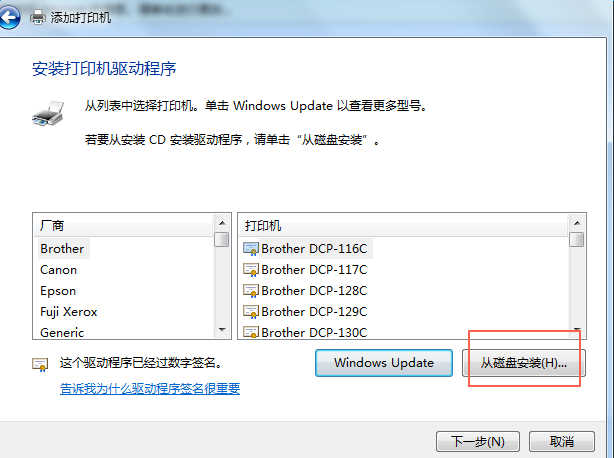 添加打印机
安装打印机驱动程序
从列表中选择打印机。单击 Windows Update 以查看更多型号。
若要从安装 CD 安装驱动程序，请单击“从磁盘安装”。
厂商
Brother
Canon
Epson
Fuji Xerox
Generic
打印机
Brother DCP-116C
Brother DCP-117C
Brother DCP-128C
Brother DCP-129C
Brother DCP-130C
这个驱动程序已经过数字签名。
告诉我为什么驱动程序签名很重要
Windows Update
从磁盘安装(H)...
下一步(N)
取消